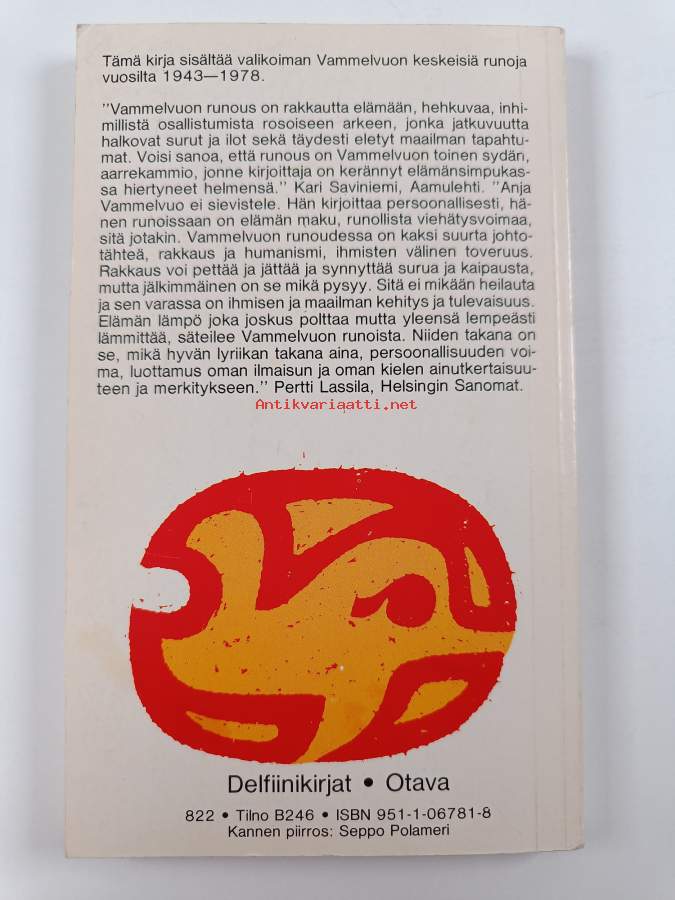 Tämä kirja sisältää valikoiman Vammelvuon keskeisiä runoja
vuosilta 1943—1978.
"Vammelvuon runous on rakkautta elämään, hehkuvaa, inhi-
millistä osallistumista rosoiseen arkeen, jonka jatkuvuutta
halkovat surut ja ilot sekä täydesti eletyt maailman tapahtu-
mat. Voisi sanoa, että runous on Vammelvuon toinen sydän,
aarrekammio, jonne kirjoittaja on kerännyt elämänsimpukas-
sa hiertyneet helmensä." Kari Saviniemi, Aamulehti. "Anja
Vammelvuo ei sievistele. Hän kirjoittaa persoonallisesti, hä-
nen runoissaan on elämän maku, runollista viehätysvoimaa,
sitä jotakin. Vammelvuon runoudessa on kaksi suurta johto-
tähteä, rakkaus ja humanismi, ihmisten välinen toveruus.
Rakkaus voi pettää ja jättää ja synnyttää surua ja kaipausta,
mutta jälkimmäinen on se mikä pysyy. Sitä ei mikään heilauta
ja sen varassa on ihmisen ja maailman kehitys ja tulevaisuus.
Elämän lämpö joka joskus polttaa mutta yleensä lempeästi
lämmittää, säteilee Vammelvuon runoista. Niiden takana on
se, mikä hyvän lyriikan takana aina, persoonallisuuden voi-
ma, luottamus oman ilmaisun ja oman kielen ainutkertaisuu-
teen ja merkitykseen." Pertti Lassila, Helsingin Sanomat.
Antikvariaatti.net
Delfiinikirjat • Otava
822 • Tilno B246 • ISBN 951-1-06781-8
Kannen piirros: Seppo Polameri